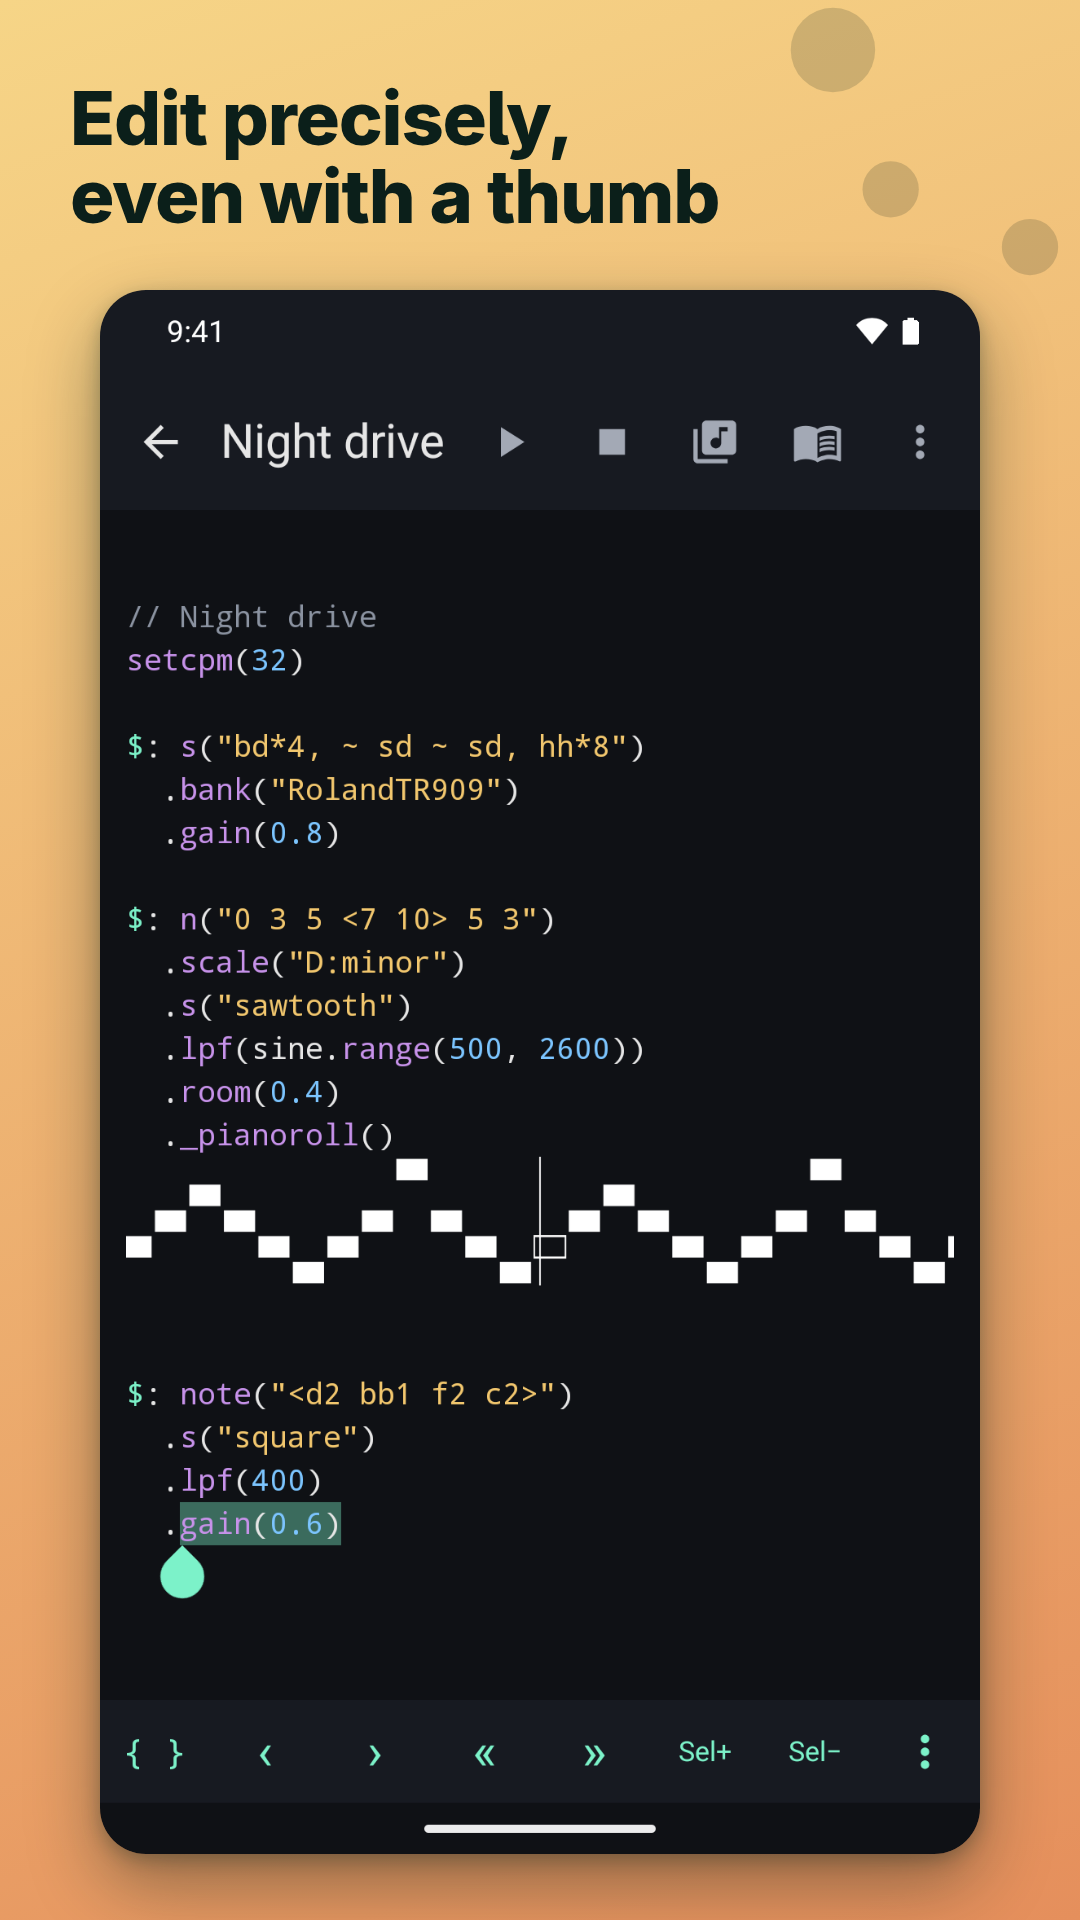 Edit precisely,
even with a thumb
9:41
Night drive
// Night drive
setcpm(32)
$: s("bd*4, ~ sd ~ sd, hh*8")
.bank("RolandTR909")
.gain(0.8)
$: n("0 3 5 <7 10> 5 3")
.scale("D:minor")
.s("sawtooth")
.lpf(sine.range(500, 2600))
.room(0.4)
._pianoroll()
$: note("<d2 bb1 f2 c2>")
.s("square")
.lpf(400)
.gain(0.6)
{ } ‹ › « » Sel+ Sel−